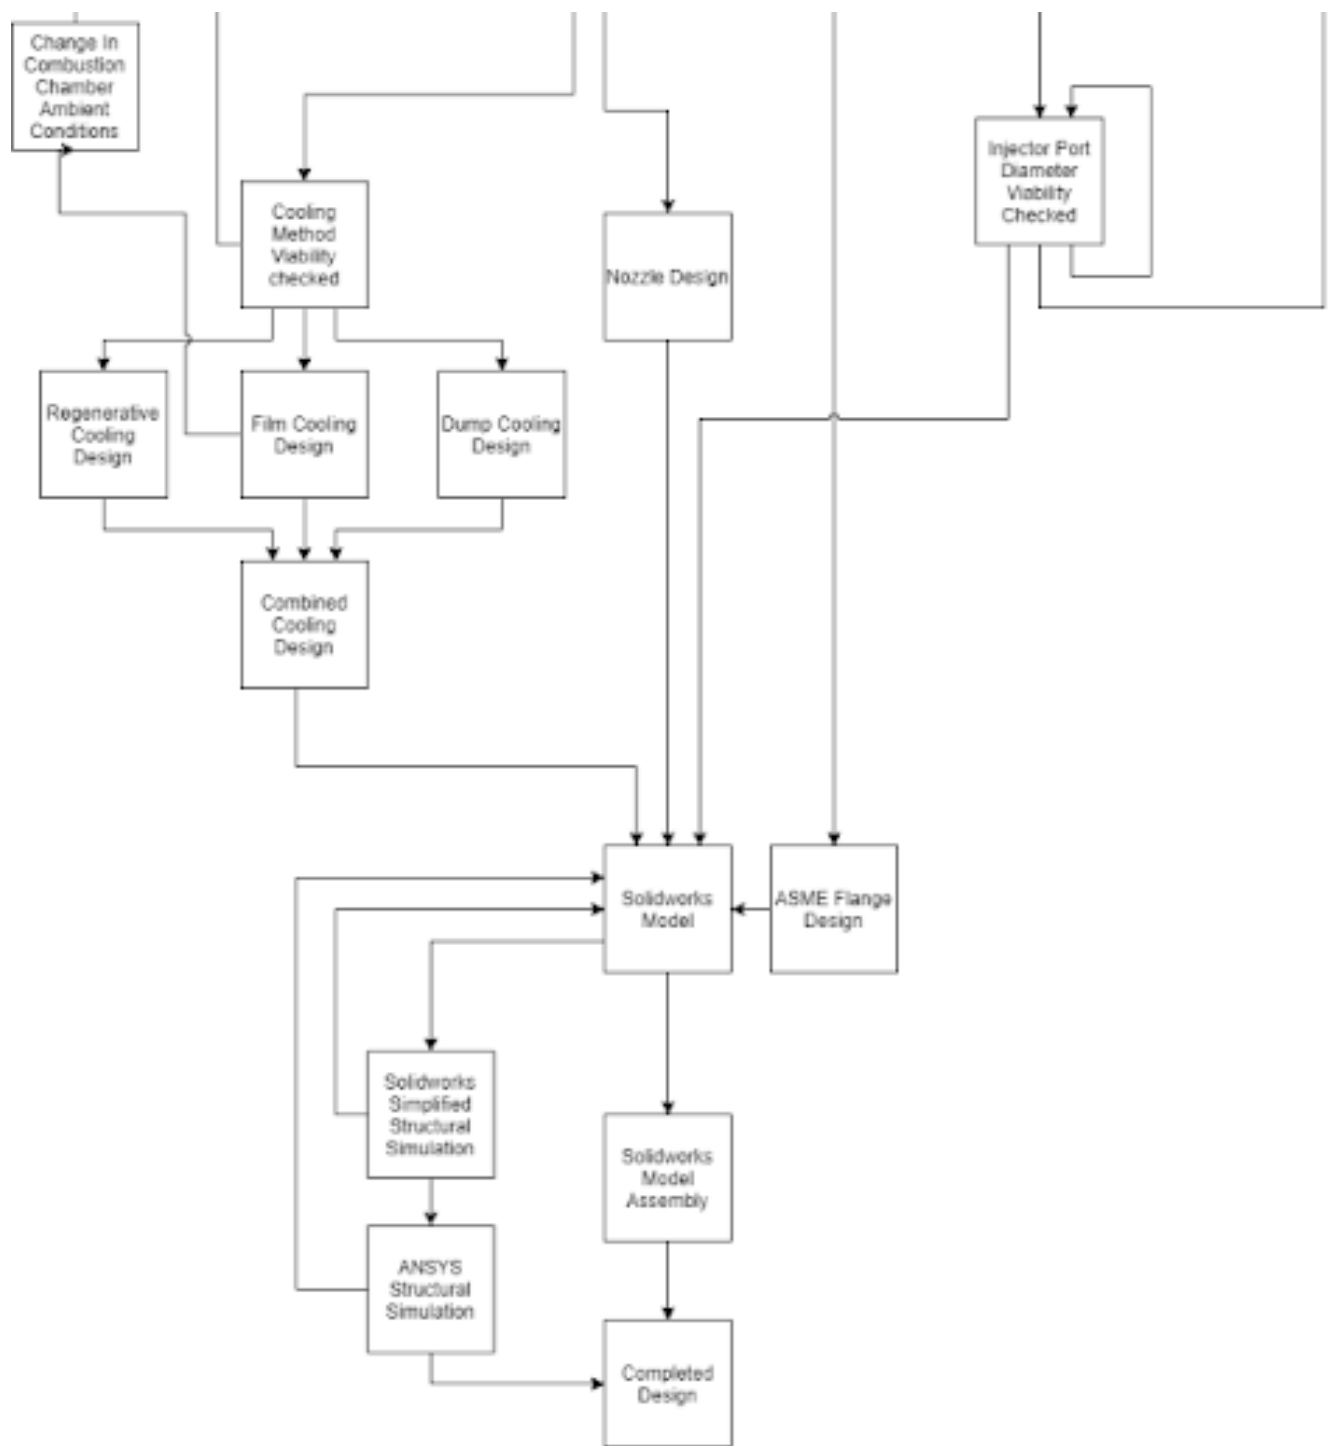 Change In
Combustion
Chamber
Ambient
Conditions
Injector Port
Diameter
Viability
Checked
Cooling
Method
Viability
checked
Nozzle Design
Regenerative
Cooling
Design
Film Cooling
Design
Dump Cooling
Design
Combined
Cooling
Design
Solidworks
Model
ASME Flange
Design
Solidworks
Simplified
Structural
Simulation
Solidworks
Model
Assembly
ANSYS
Structural
Simulation
Completed
Design